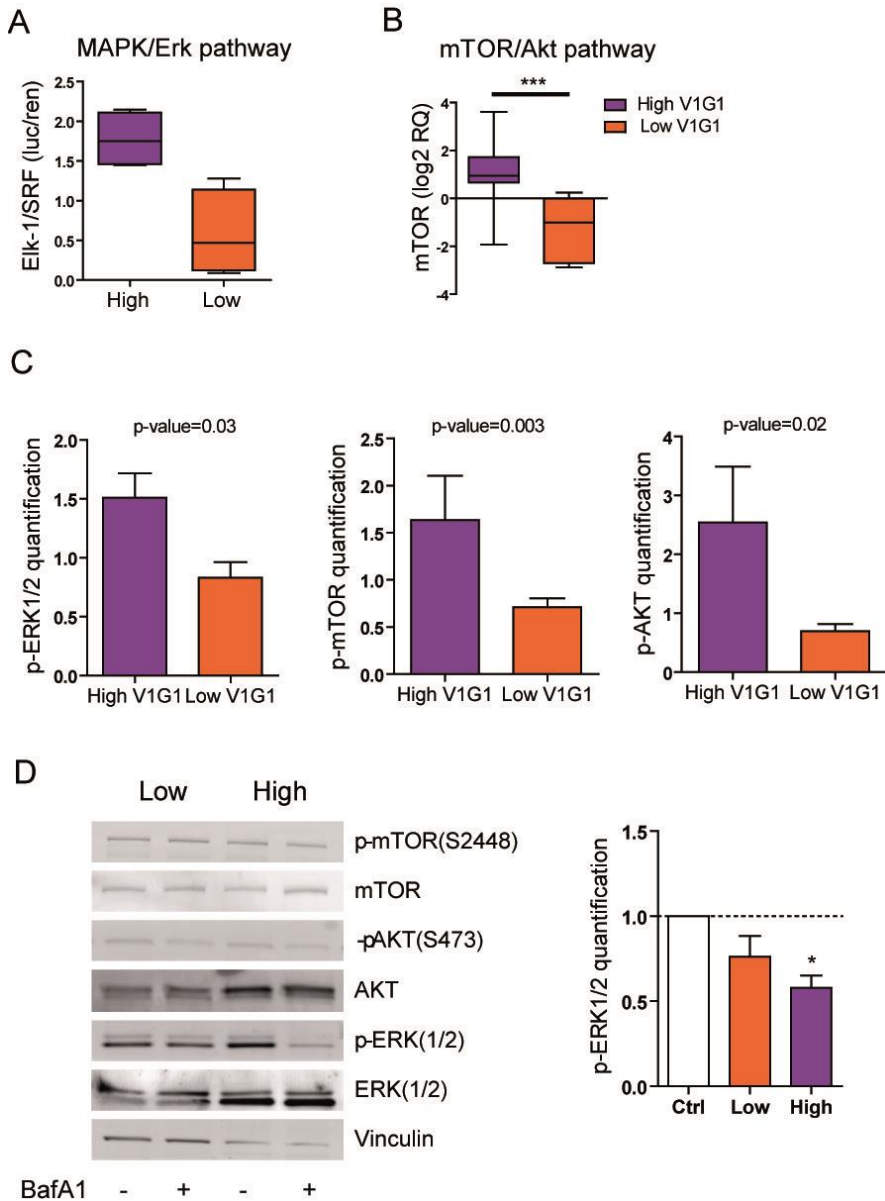 A
MAPK/Erk pathway
Elk-1/SRF (luc/ren)
2.5
2.0
1.5
1.0
0.5
0.0
High
Low
B
mTOR/Akt pathway
***
High V1G1
Low V1G1
mTOR (log2 RQ)
4
2
0
-2
-4
C
p-value=0.03
p-ERK1/2 quantification
2.0
1.5
1.0
0.5
0.0
High V1G1 Low V1G1
p-value=0.003
p-mTOR quantification
2.5
2.0
1.5
1.0
0.5
0.0
High V1G1 Low V1G1
p-value=0.02
p-AKT quantification
4
3
2
1
0
High V1G1 Low V1G1
D
Low High
p-mTOR(S2448)
mTOR
-pAKT(S473)
AKT
p-ERK(1/2)
ERK(1/2)
Vinculin
BafA1 - + - +
p-ERK1/2 quantification
1.5
1.0
0.5
0.0
*
Ctrl Low High